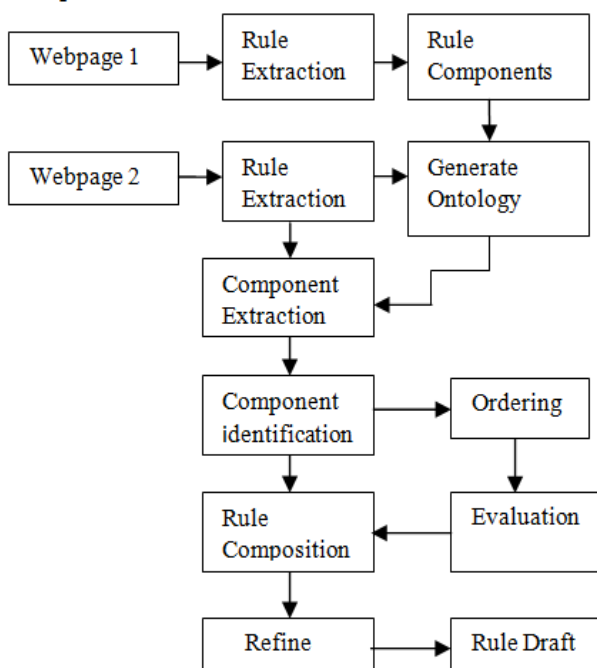 Webpage 1
Rule
Extraction
Rule
Components
Webpage 2
Rule
Extraction
Generate
Ontology
Component
Extraction
Component
identification
Ordering
Rule
Composition
Evaluation
Refine
Rule Draft